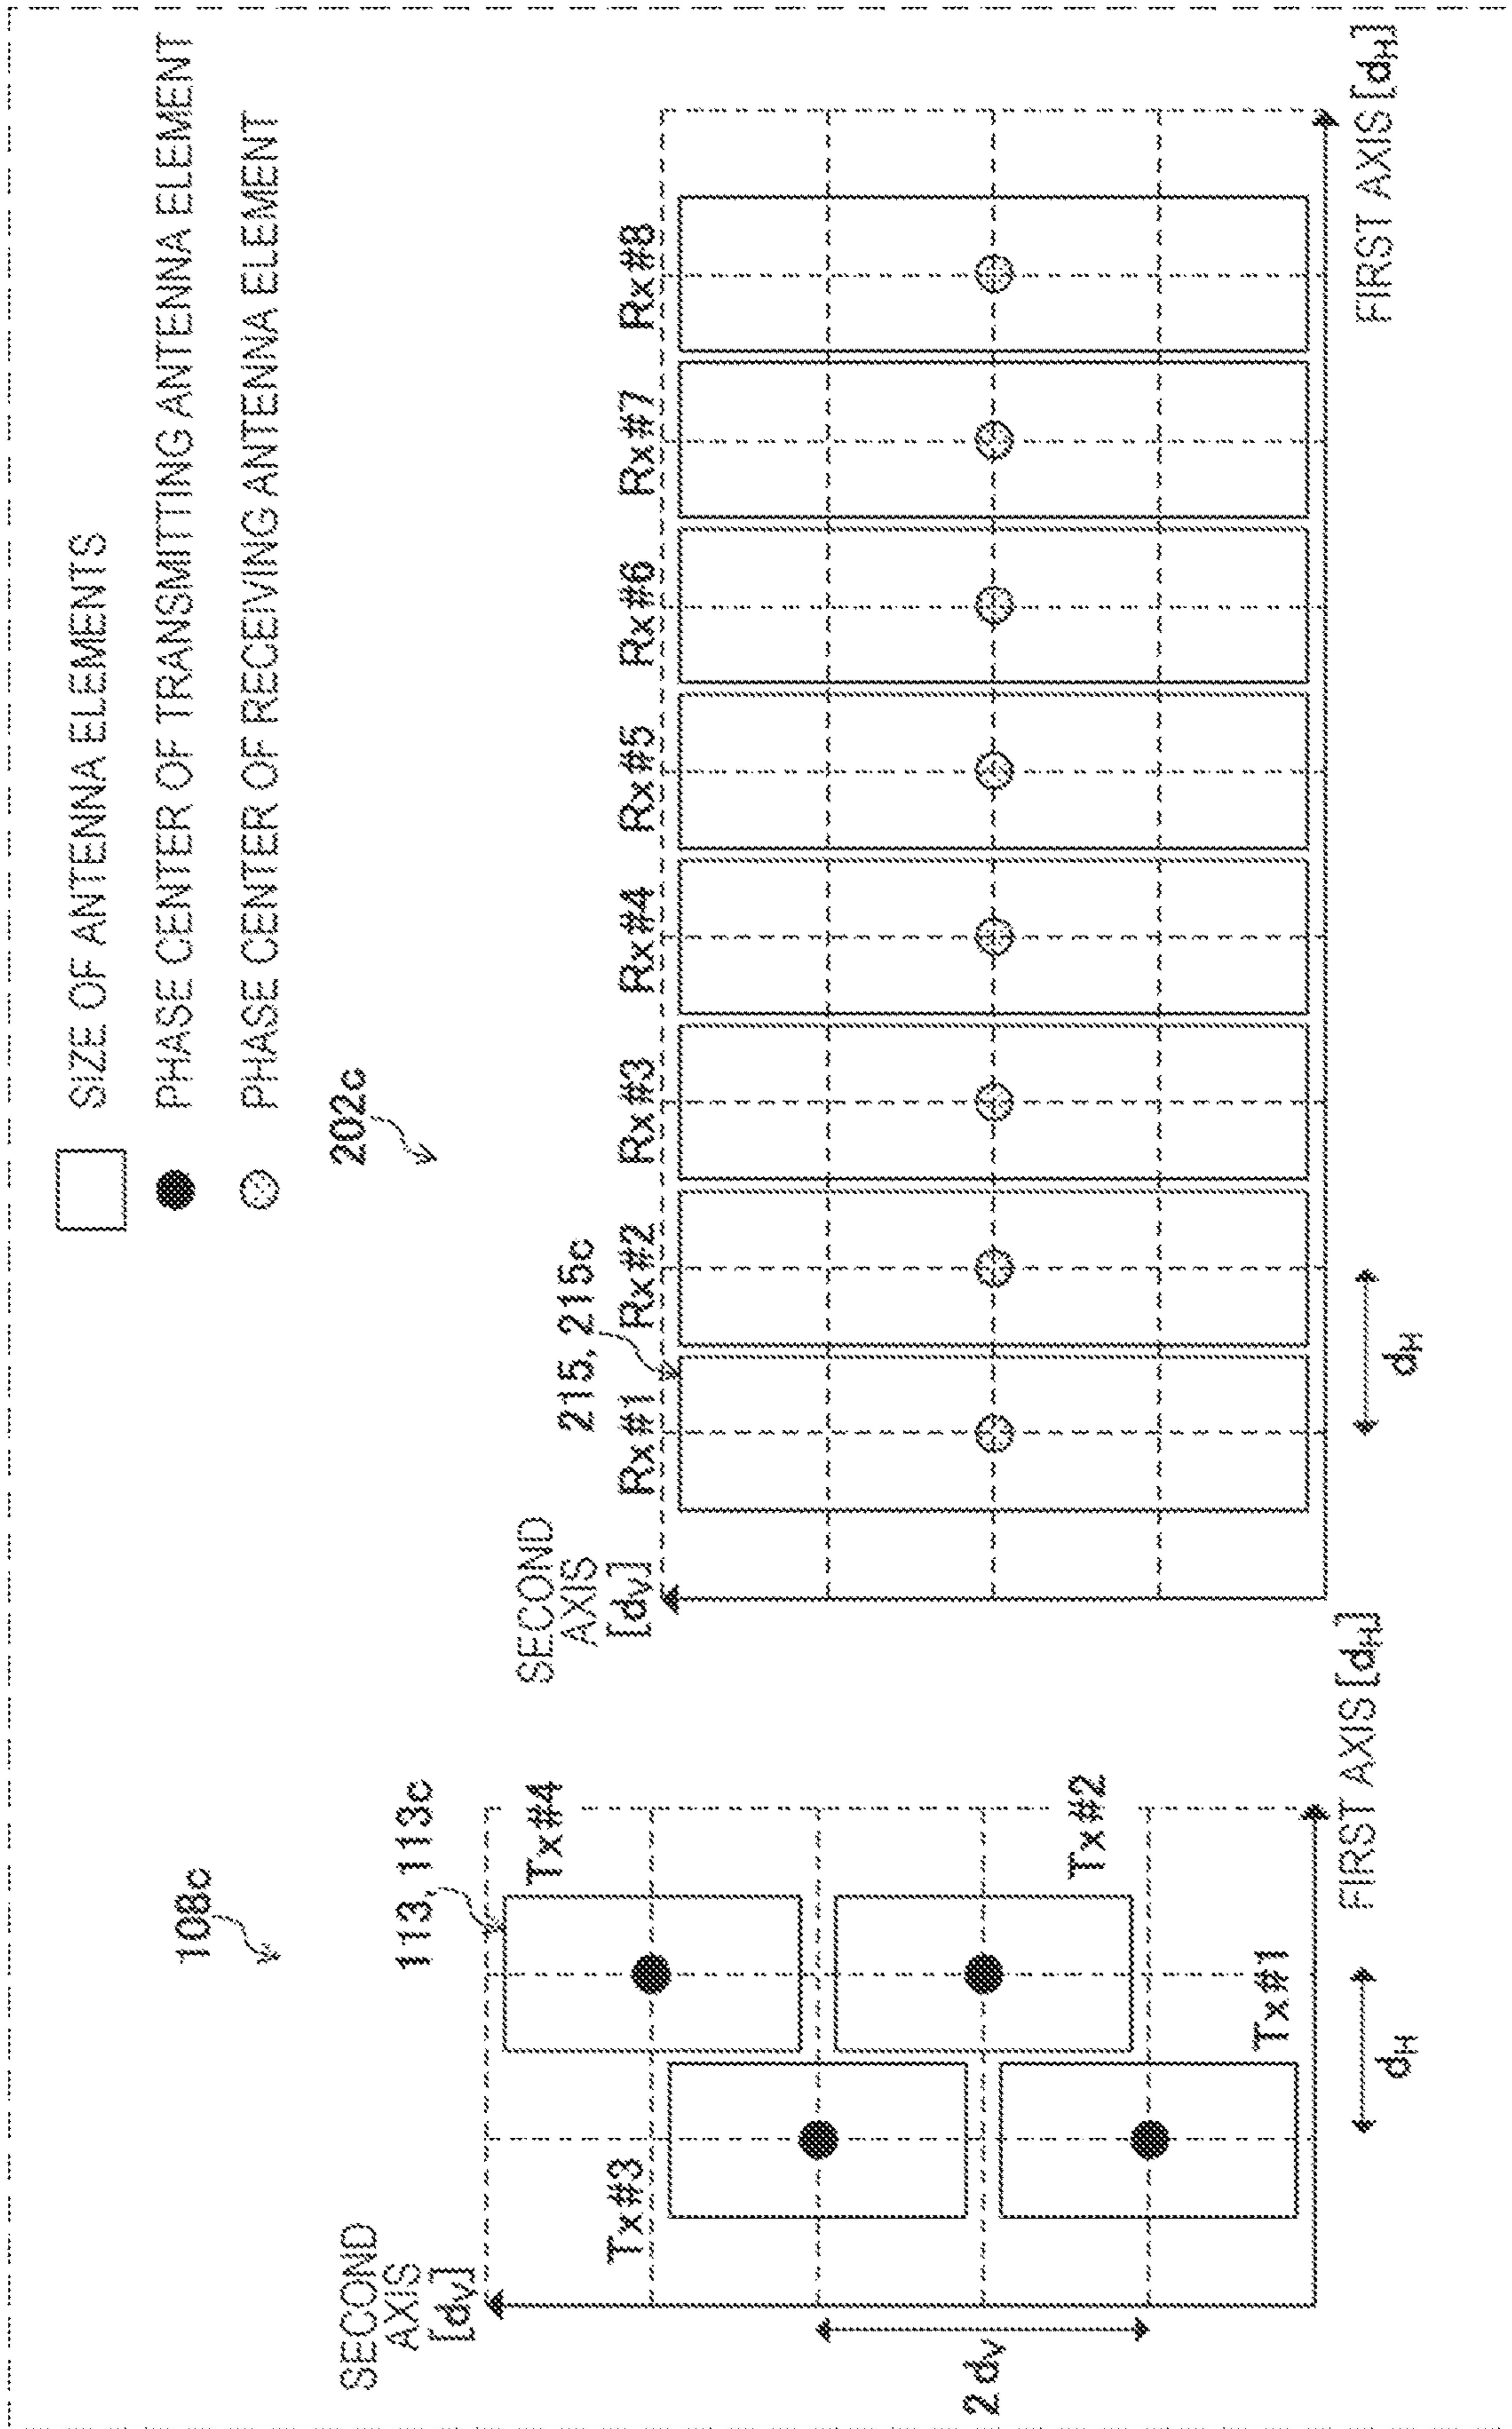 SIZE OF ANTENNA ELEMENTS
PHASE CENTER OF TRANSMITTING ANTENNA ELEMENT
PHASE CENTER OF RECEIVING ANTENNA ELEMENT
108c
SECOND
AXIS
[dV]
113, 113c
Tx#4
Tx#3
Tx#2
Tx#1
2dV
dH
FIRST AXIS [dH]
202c
SECOND
AXIS
[dV]
215, 215c
Rx#1 Rx#2 Rx#3 Rx#4 Rx#5 Rx#6 Rx#7 Rx#8
dH
FIRST AXIS [dH]